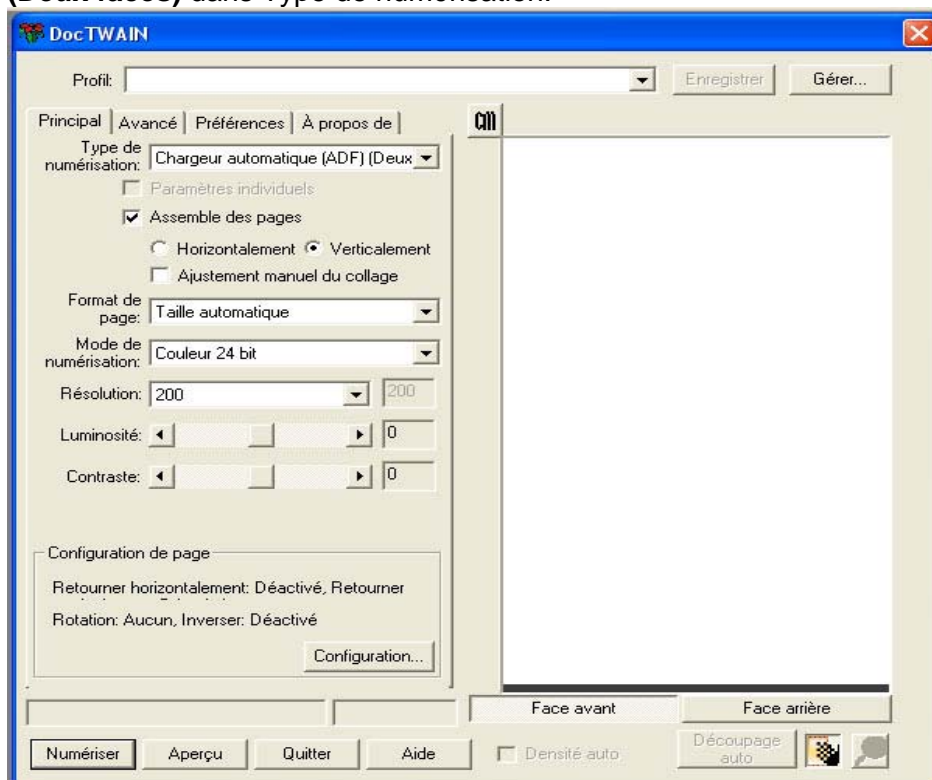 (Deux faces) dans Type de numérisation.
DocTWAIN
Profil:
Enregistrer
Gérer...
Principal
Avancé
Préférences
À propos de
cm
Type de
numérisation:
Chargeur automatique (ADF) (Deux
Paramètres individuels
Assemble des pages
Horizontalement
Verticalement
Ajustement manuel du collage
Format de
page:
Taille automatique
Mode de
numérisation:
Couleur 24 bit
Résolution:
200
200
Luminosité:
0
Contraste:
0
Configuration de page
Retourner horizontalement: Déactivé, Retourner
Rotation: Aucun, Inverser: Déactivé
Configuration...
Face avant
Face arrière
Numériser
Aperçu
Quitter
Aide
Densité auto
Découpage
auto